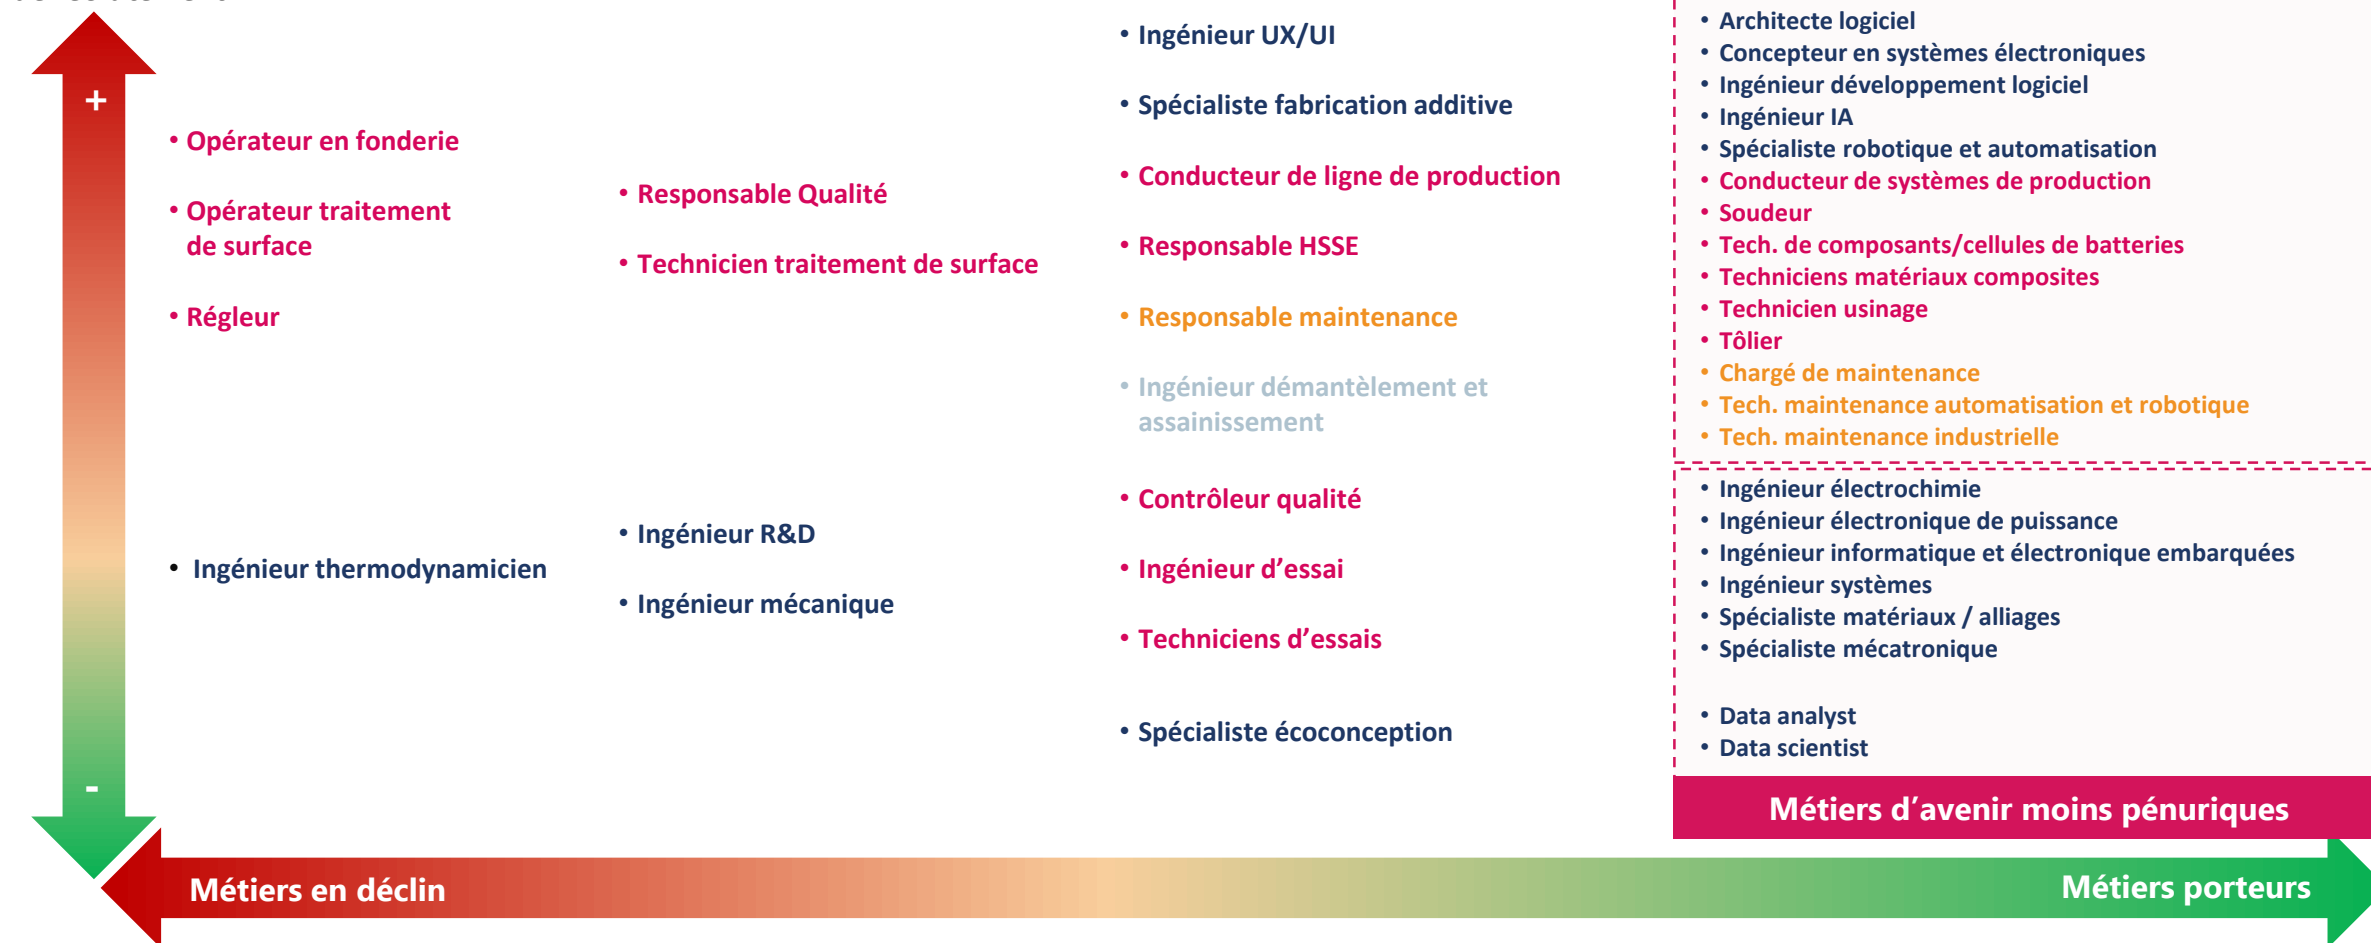 +
• Opérateur en fonderie
• Opérateur traitement
de surface
• Régleur
• Ingénieur thermodynamicien
• Responsable Qualité
• Technicien traitement de surface
• Ingénieur R&D
• Ingénieur mécanique
• Ingénieur UX/UI
• Spécialiste fabrication additive
• Conducteur de ligne de production
• Responsable HSSE
• Responsable maintenance
• Ingénieur démantèlement et
assainissement
• Contrôleur qualité
• Ingénieur d’essai
• Techniciens d’essais
• Spécialiste écoconception
• Architecte logiciel
• Concepteur en systèmes électroniques
• Ingénieur développement logiciel
• Ingénieur IA
• Spécialiste robotique et automatisation
• Conducteur de systèmes de production
• Soudeur
• Tech. de composants/cellules de batteries
• Techniciens matériaux composites
• Technicien usinage
• Tôlier
• Chargé de maintenance
• Tech. maintenance automatisation et robotique
• Tech. maintenance industrielle
• Ingénieur électrochimie
• Ingénieur électronique de puissance
• Ingénieur informatique et électronique embarquées
• Ingénieur systèmes
• Spécialiste matériaux / alliages
• Spécialiste mécatronique
• Data analyst
• Data scientist
-
Métiers d’avenir moins pénuriques
Métiers en déclin
Métiers porteurs